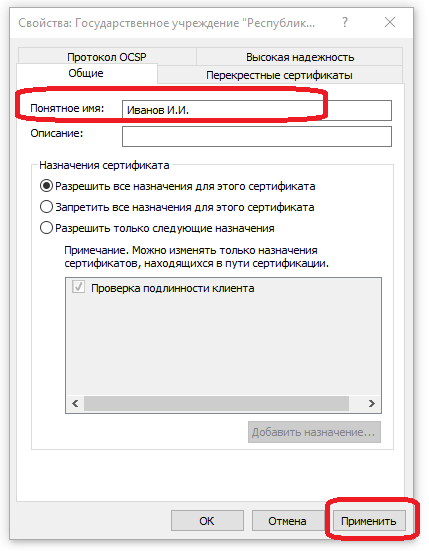 Свойства: Государственное учреждение "Республик...
Протокол OCSP
Высокая надежность
Общие
Перекрестные сертификаты
Понятное имя:
Иванов И.И.
Описание:
Назначения сертификата
Разрешить все назначения для этого сертификата
Запретить все назначения для этого сертификата
Разрешить только следующие назначения
Примечание. Можно изменять только назначения
сертификатов, находящихся в пути сертификации.
Проверка подлинности клиента
Добавить назначение...
OK
Отмена
Применить